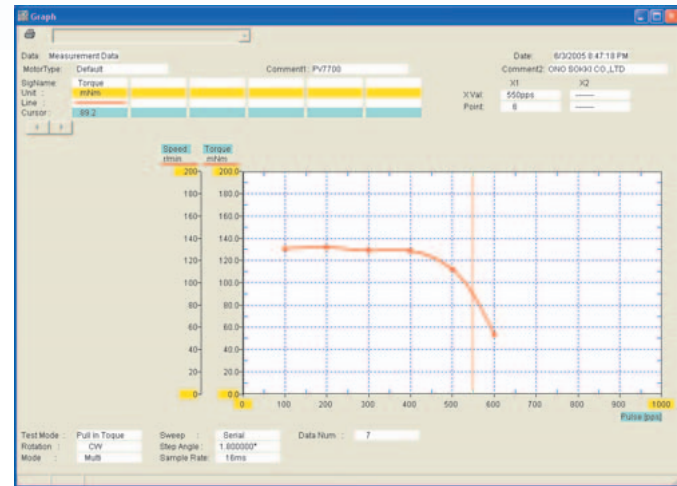 Graph
Data: Measurement Data Date: 6/3/2005 8:47:18 PM
MotorType: Default Comment1: PV7700 Comment2: ONO SOKKI CO.,LTD
SigName: Torque X1 X2
Unit : mNm X Val: 550pps -----
Line : Point: 6 -----
Cursor: 89.2
Speed Torque
r/min mNm
200 200.0
180 180.0
160 160.0
140 140.0
120 120.0
100 100.0
80 80.0
60 60.0
40 40.0
20 20.0
0 0.0
0 100 200 300 400 500 600 700 800 900 1000
Pulse [pps]
Test Mode : Pull in Toque Sweep : Serial Data Num. : 7
Rotation : CW Step Angle : 1.800000°
Mode : Multi Sample Rate: 16ms